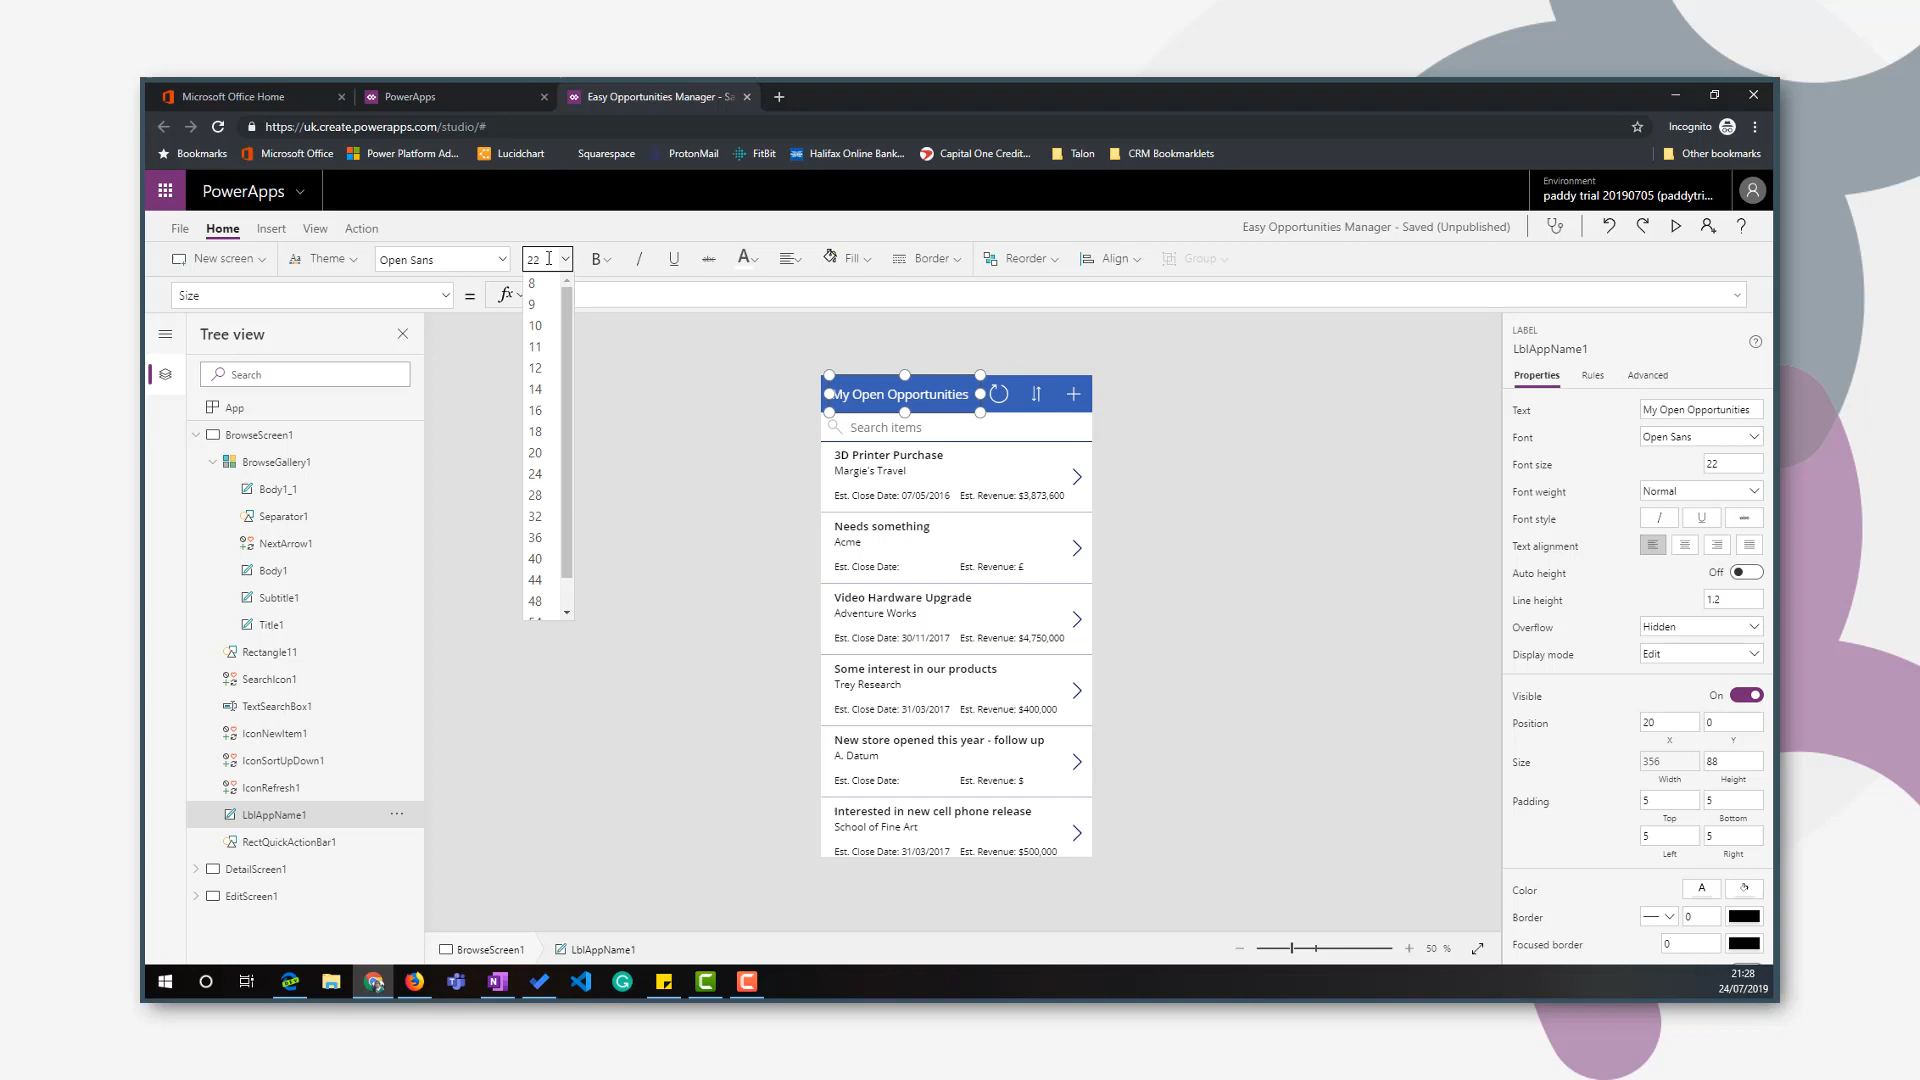 Microsoft Office Home
PowerApps
Easy Opportunities Manager - Sa
https://uk.create.powerapps.com/studio/#
Incognito
Bookmarks
Microsoft Office
Power Platform Ad...
Lucidchart
Squarespace
ProtonMail
FitBit
Halifax Online Bank...
Capital One Credit...
Talon
CRM Bookmarklets
Other bookmarks
PowerApps
Environment
paddy trial 20190705 (paddytri...
File
Home
Insert
View
Action
Easy Opportunities Manager - Saved (Unpublished)
New screen
Theme
Open Sans
22
B
/
U
abc
A
Fill
Border
Reorder
Align
Group
Size
=
fx
8
9
10
11
12
14
16
18
20
24
28
32
36
40
44
48
Tree view
Search
App
BrowseScreen1
BrowseGallery1
Body1_1
Separator1
NextArrow1
Body1
Subtitle1
Title1
Rectangle11
SearchIcon1
TextSearchBox1
IconNewItem1
IconSortUpDown1
IconRefresh1
LblAppName1
RectQuickActionBar1
DetailScreen1
EditScreen1
My Open Opportunities
Search items
3D Printer Purchase
Margie's Travel
Est. Close Date: 07/05/2016 Est. Revenue: $3,873,600
Needs something
Acme
Est. Close Date: Est. Revenue: £
Video Hardware Upgrade
Adventure Works
Est. Close Date: 30/11/2017 Est. Revenue: $4,750,000
Some interest in our products
Trey Research
Est. Close Date: 31/03/2017 Est. Revenue: $400,000
New store opened this year - follow up
A. Datum
Est. Close Date: Est. Revenue: $
Interested in new cell phone release
School of Fine Art
Est. Close Date: 31/03/2017 Est. Revenue: $500,000
BrowseScreen1
LblAppName1
50 %
LABEL
LblAppName1
Properties
Rules
Advanced
Text
My Open Opportunities
Font
Open Sans
Font size
22
Font weight
Normal
Font style
/
U
Text alignment
Auto height
Off
Line height
1.2
Overflow
Hidden
Display mode
Edit
Visible
On
Position
20
0
X
Y
Size
356
88
Width
Height
Padding
5
5
Top
Bottom
5
5
Left
Right
Color
A
Border
0
Focused border
0
21:28
24/07/2019